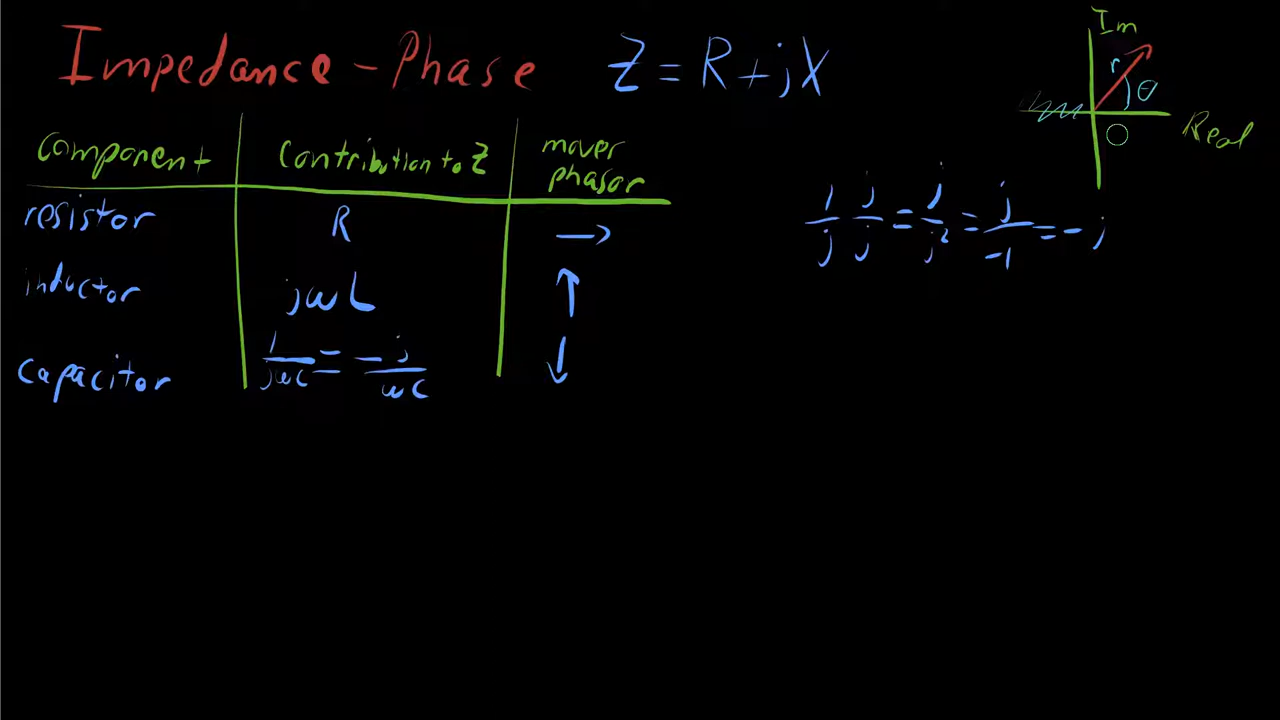 Impedance - Phase Z = R + jX
Im
r θ
Real
component contribution to Z mover phasor
resistor R →
inductor jωL ↑
capacitor 1/jωC = -j/ωC ↓
1/j j/j = j/j² = j/-1 = -j